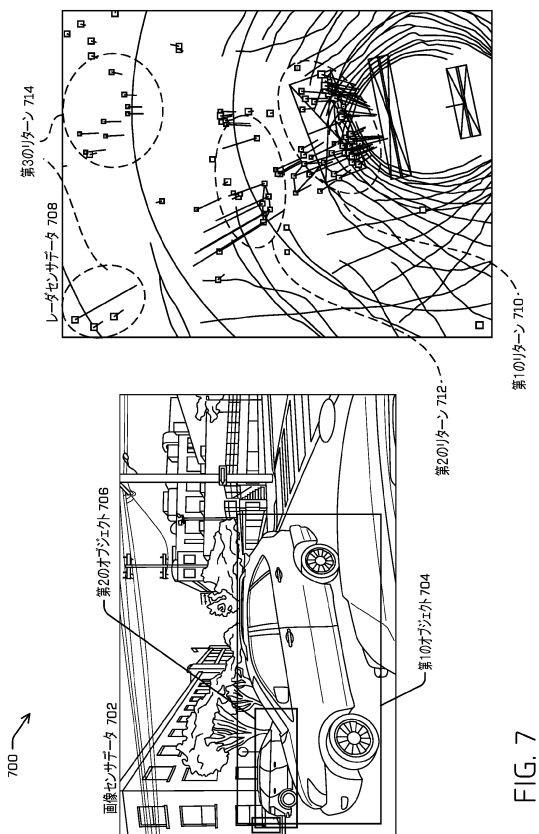 700
画像センサデータ 702
第2のオブジェクト 706
第1のオブジェクト 704
レーダセンサデータ 708
第3のリターン 714
第2のリターン 712
第1のリターン 710
FIG. 7